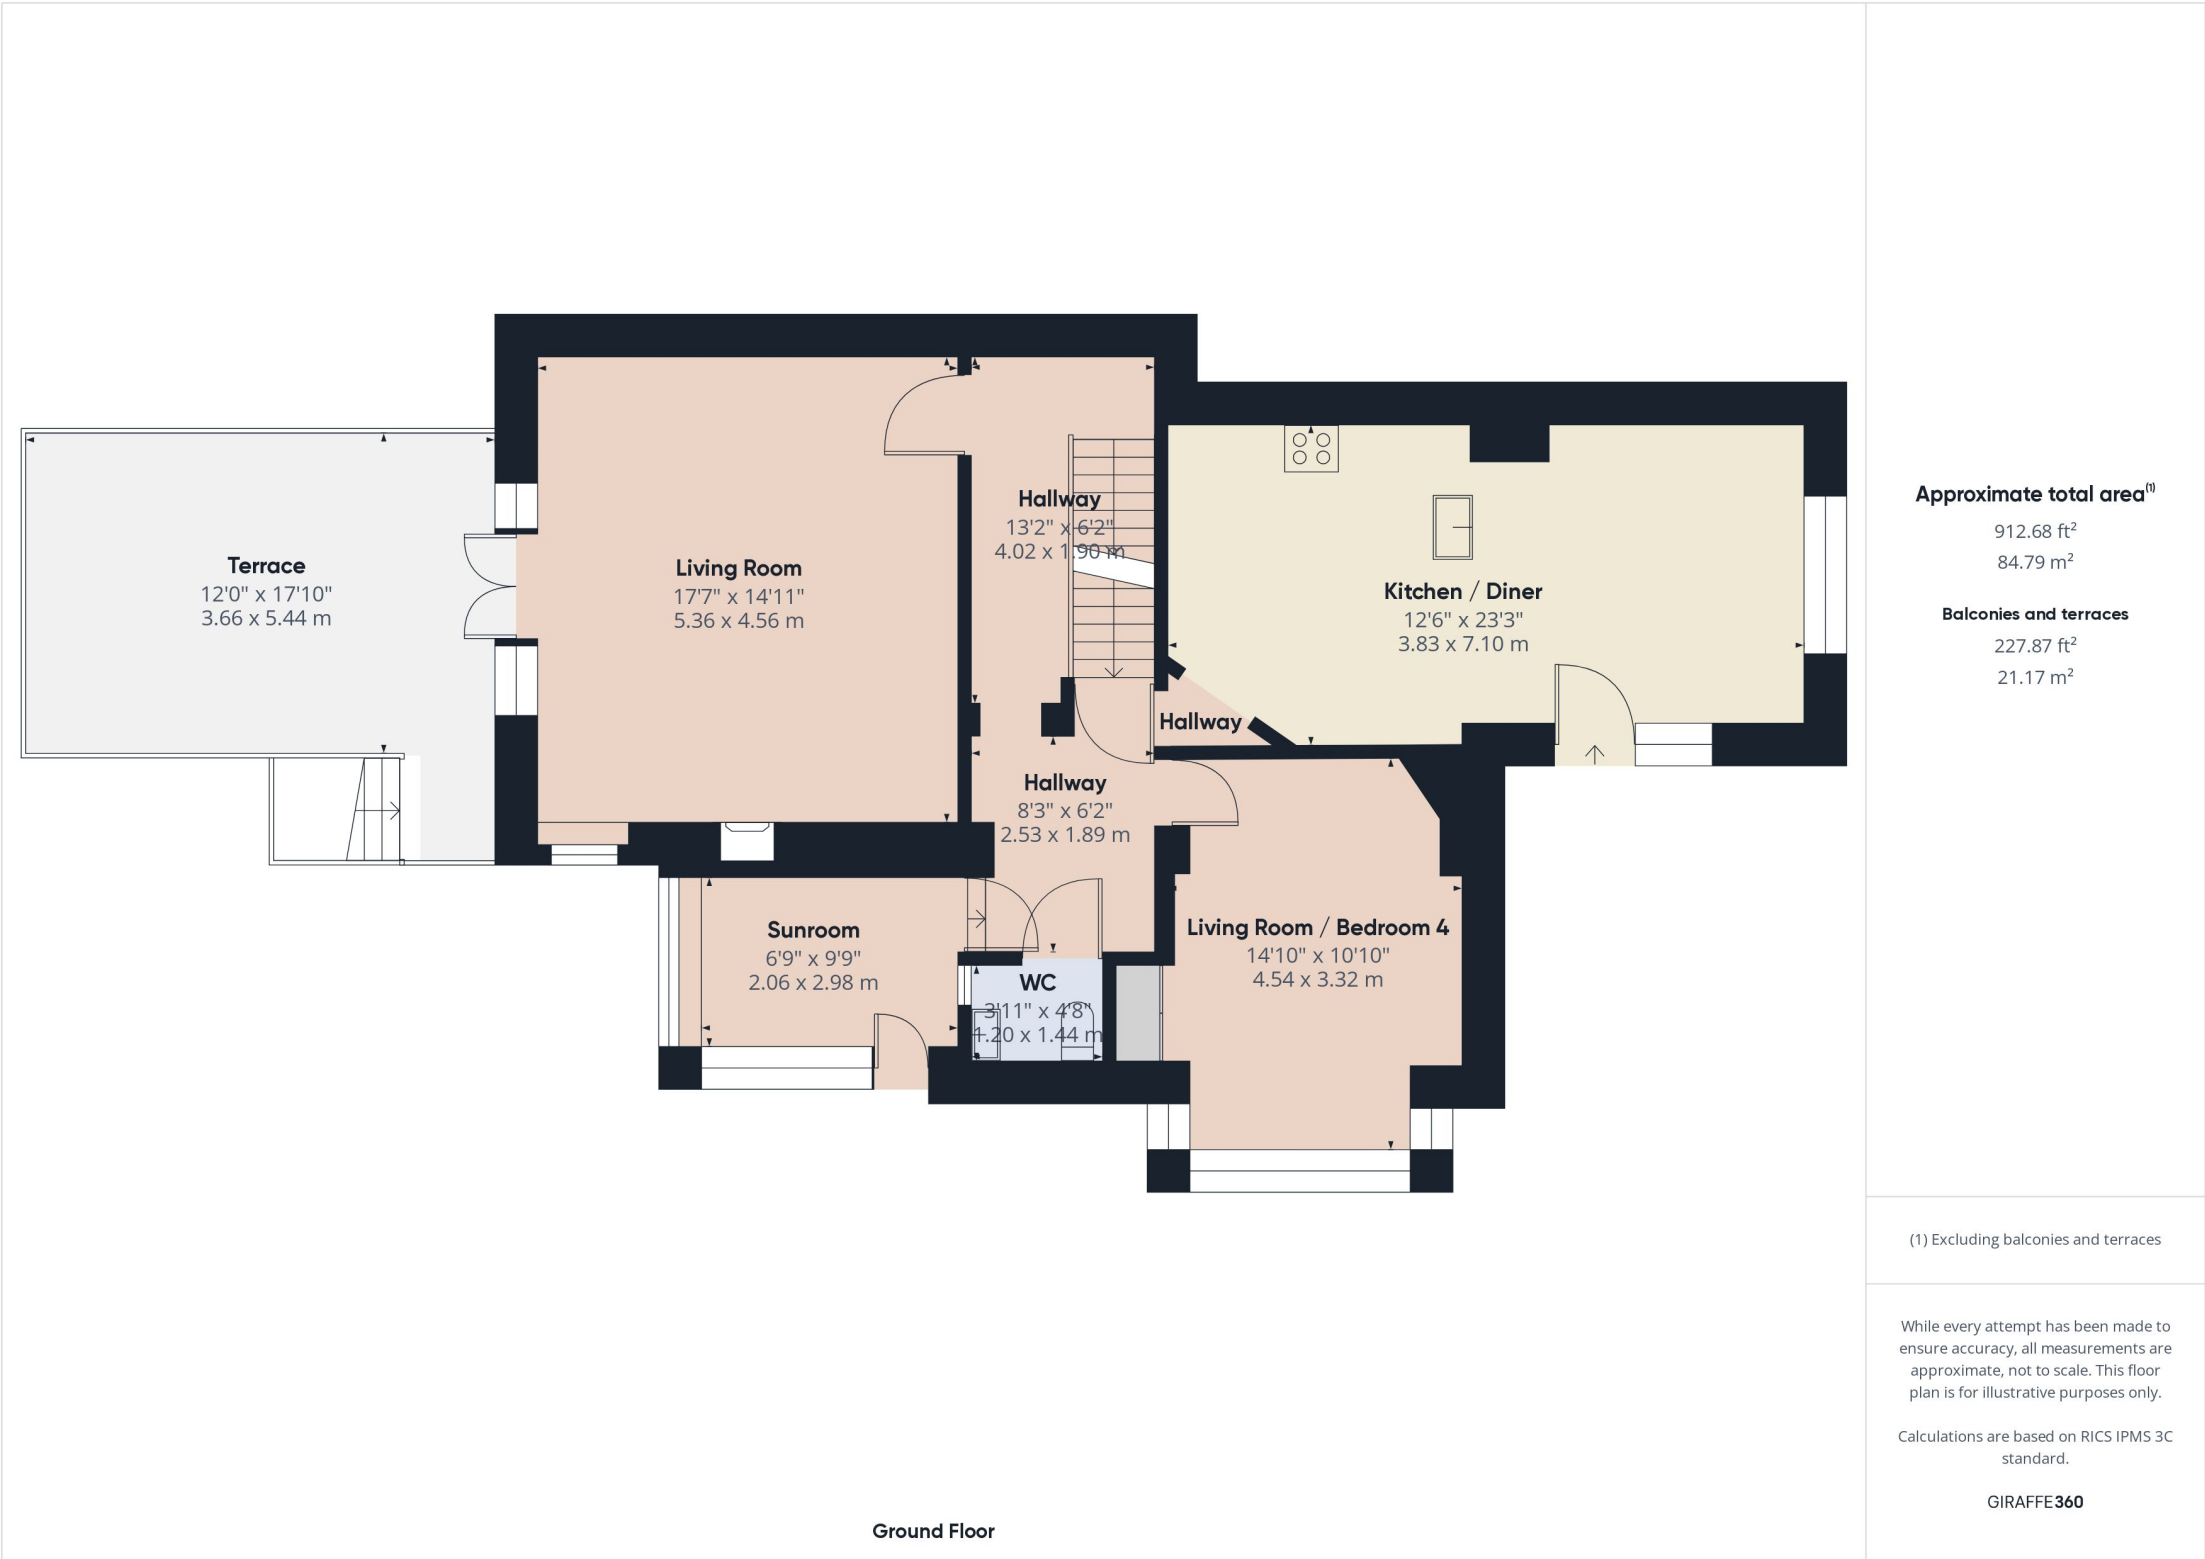 Terrace
12'0" x 17'10"
3.66 x 5.44 m
Living Room
17'7" x 14'11"
5.36 x 4.56 m
Hallway
13'2" x 6'2"
4.02 x 1.90 m
Kitchen / Diner
12'6" x 23'3"
3.83 x 7.10 m
Hallway
Hallway
8'3" x 6'2"
2.53 x 1.89 m
Sunroom
6'9" x 9'9"
2.06 x 2.98 m
WC
3'11" x 4'8"
1.20 x 1.44 m
Living Room / Bedroom 4
14'10" x 10'10"
4.54 x 3.32 m
Ground Floor
Approximate total area(1)
912.68 ft²
84.79 m²
Balconies and terraces
227.87 ft²
21.17 m²
(1) Excluding balconies and terraces
While every attempt has been made to
ensure accuracy, all measurements are
approximate, not to scale. This floor
plan is for illustrative purposes only.
Calculations are based on RICS IPMS 3C
standard.
GIRAFFE360